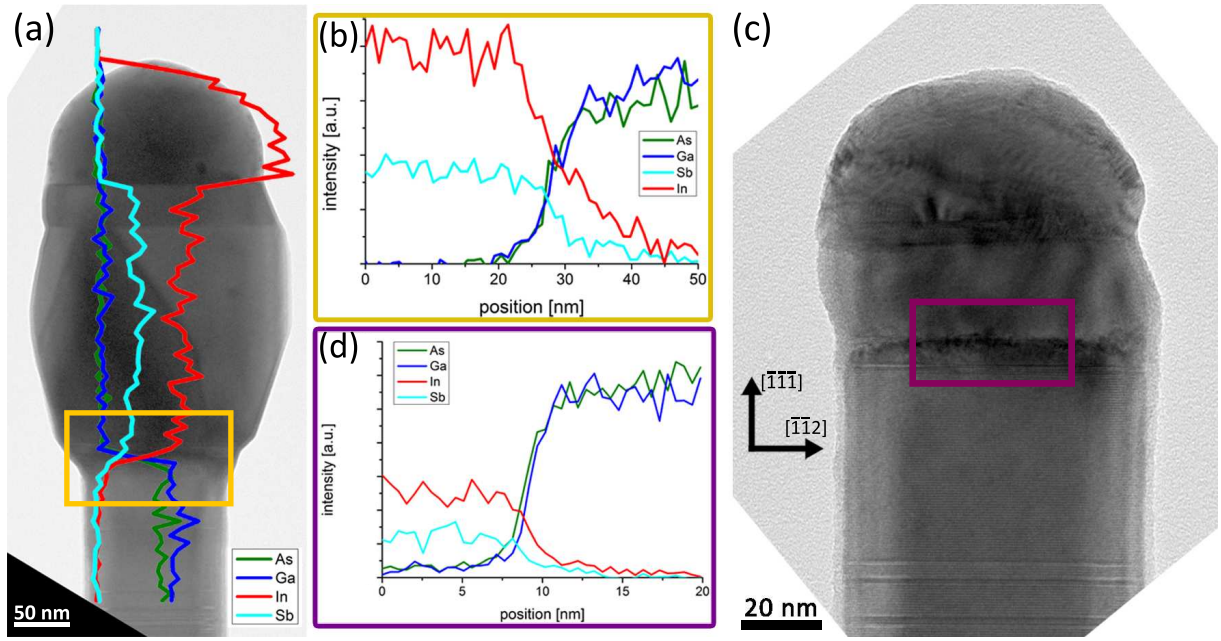 (a)
As
Ga
In
Sb
50 nm
(b)
intensity [a.u.]
As
Ga
Sb
In
0 10 20 30 40 50
position [nm]
(d)
As
Ga
In
Sb
intensity [a.u.]
0 5 10 15 20
position [nm]
(c)
[1̅1̅1̅]
[1̅1̅2]
20 nm